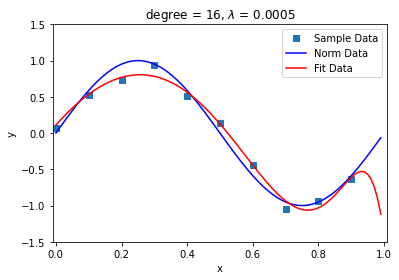 degree = 16, λ = 0.0005
Sample Data
Norm Data
Fit Data
1.5
1.0
0.5
0.0
−0.5
−1.0
−1.5
y
0.0 0.2 0.4 0.6 0.8 1.0
x